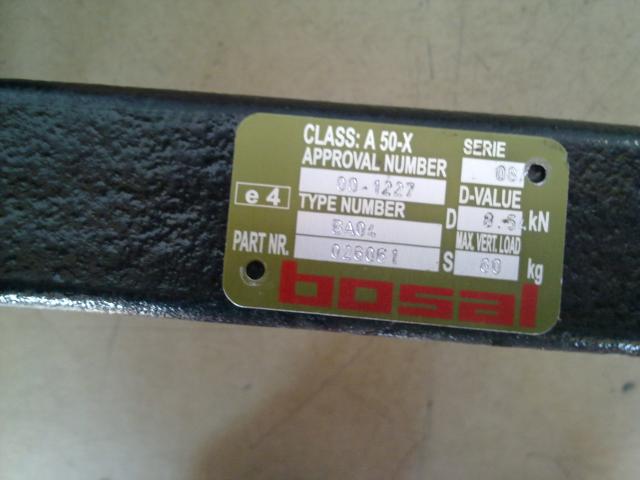 CLASS: A 50-X
SERIE
APPROVAL NUMBER
00-1227
D-VALUE
e 4
TYPE NUMBER
D kN
MAX. VERT. LOAD
PART NR.
026061
S 60 kg
bosal